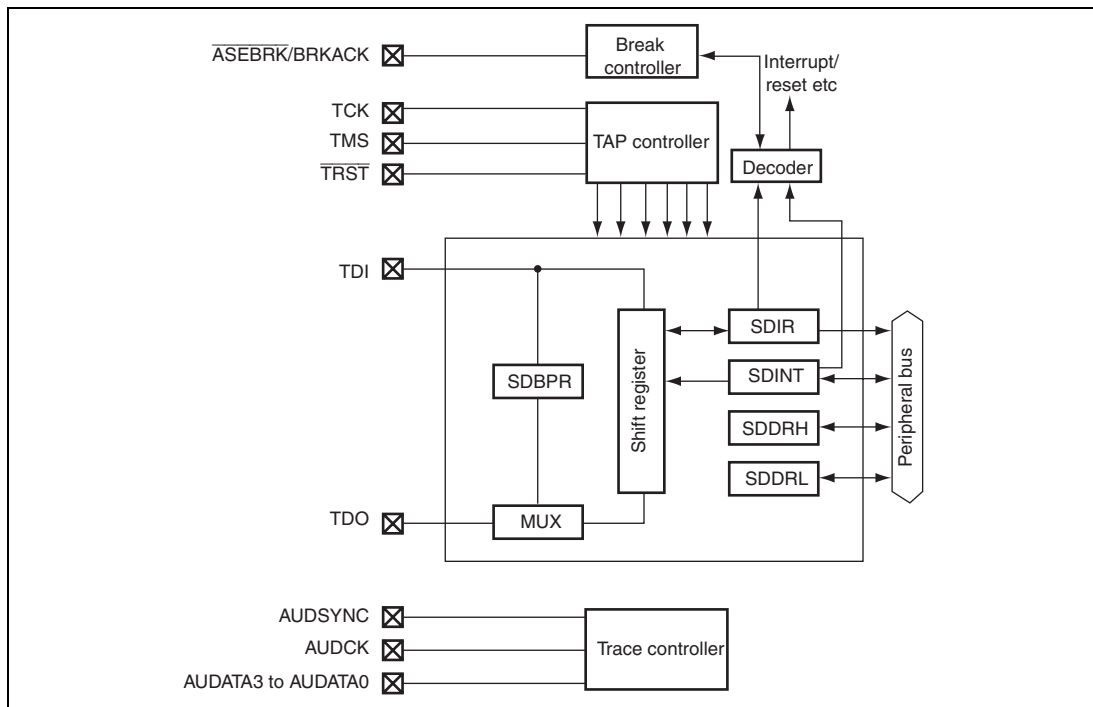 ASEBRK/BRKACK
Break
controller
Interrupt/
reset etc
TCK
TMS
TRST
TAP controller
Decoder
TDI
SDBPR
Shift register
SDIR
SDINT
SDDRH
SDDRL
Peripheral bus
TDO
MUX
AUDSYNC
AUDCK
AUDATA3 to AUDATA0
Trace controller